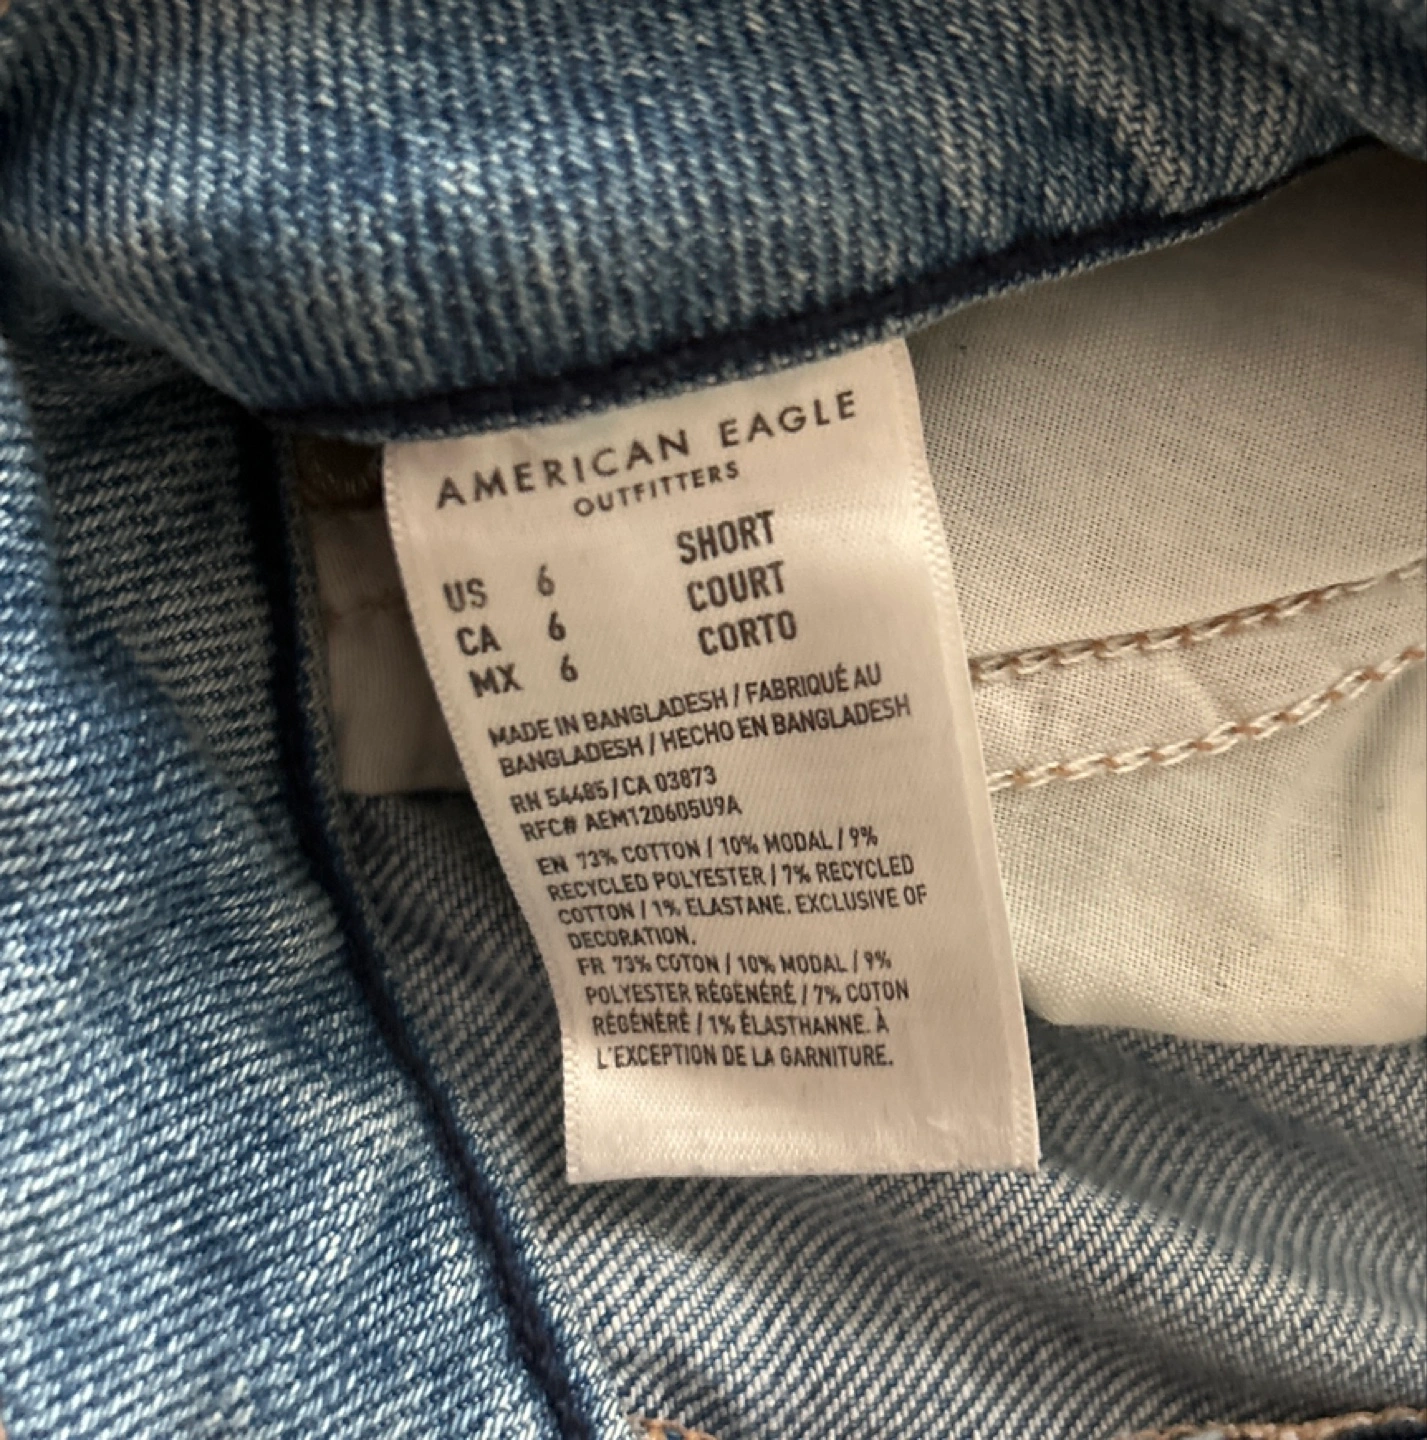 AMERICAN EAGLE
OUTFITTERS
US 6 SHORT
CA 6 COURT
MX 6 CORTO
MADE IN BANGLADESH / FABRIQUÉ AU
BANGLADESH / HECHO EN BANGLADESH
RN 54485 / CA 03873
RFC# AEM120605U9A
EN 73% COTTON / 10% MODAL / 9%
RECYCLED POLYESTER / 7% RECYCLED
COTTON / 1% ELASTANE. EXCLUSIVE OF
DECORATION.
FR 73% COTON / 10% MODAL / 9%
POLYESTER RÉGÉNÉRÉ / 7% COTON
RÉGÉNÉRÉ / 1% ÉLASTHANNE. À
L'EXCEPTION DE LA GARNITURE.